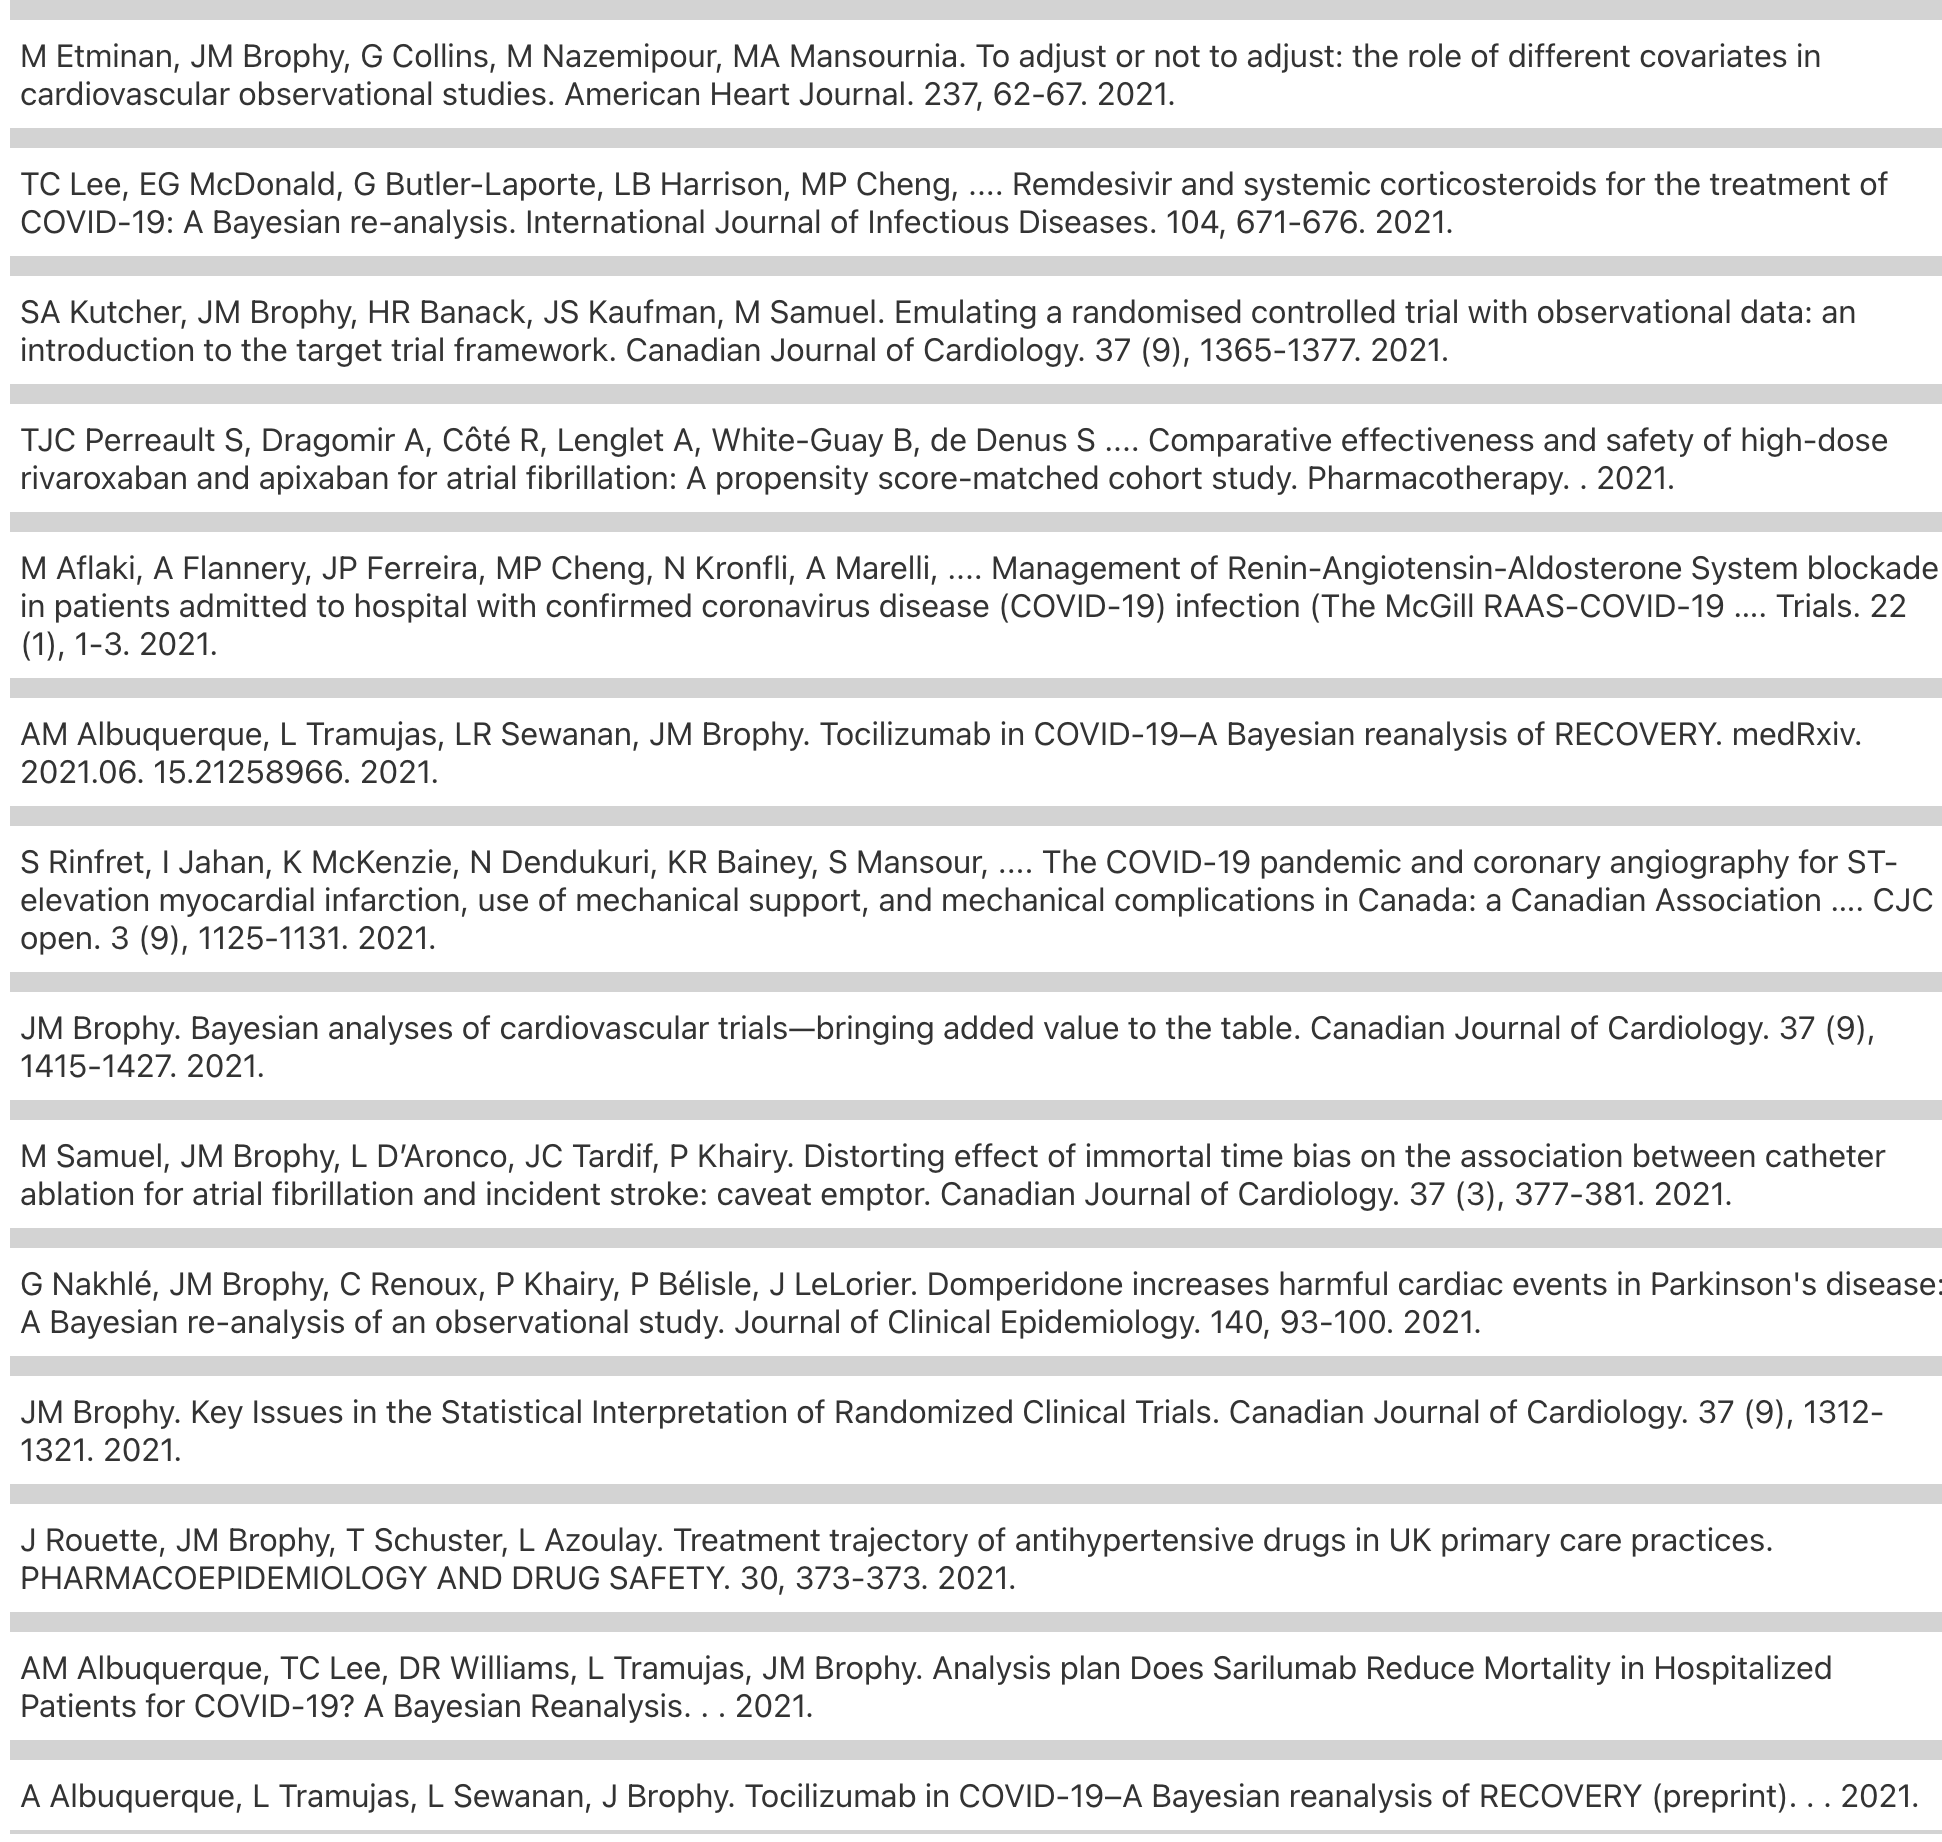 M Etminan, JM Brophy, G Collins, M Nazemipour, MA Mansournia. To adjust or not to adjust: the role of different covariates in
cardiovascular observational studies. American Heart Journal. 237, 62-67. 2021.
TC Lee, EG McDonald, G Butler-Laporte, LB Harrison, MP Cheng, .... Remdesivir and systemic corticosteroids for the treatment of
COVID-19: A Bayesian re-analysis. International Journal of Infectious Diseases. 104, 671-676. 2021.
SA Kutcher, JM Brophy, HR Banack, JS Kaufman, M Samuel. Emulating a randomised controlled trial with observational data: an
introduction to the target trial framework. Canadian Journal of Cardiology. 37 (9), 1365-1377. 2021.
TJC Perreault S, Dragomir A, Côté R, Lenglet A, White-Guay B, de Denus S .... Comparative effectiveness and safety of high-dose
rivaroxaban and apixaban for atrial fibrillation: A propensity score-matched cohort study. Pharmacotherapy. . 2021.
M Aflaki, A Flannery, JP Ferreira, MP Cheng, N Kronfli, A Marelli, .... Management of Renin-Angiotensin-Aldosterone System blockade
in patients admitted to hospital with confirmed coronavirus disease (COVID-19) infection (The McGill RAAS-COVID-19 .... Trials. 22
(1), 1-3. 2021.
AM Albuquerque, L Tramujas, LR Sewanan, JM Brophy. Tocilizumab in COVID-19–A Bayesian reanalysis of RECOVERY. medRxiv.
2021.06. 15.21258966. 2021.
S Rinfret, I Jahan, K McKenzie, N Dendukuri, KR Bainey, S Mansour, .... The COVID-19 pandemic and coronary angiography for ST-
elevation myocardial infarction, use of mechanical support, and mechanical complications in Canada: a Canadian Association .... CJC
open. 3 (9), 1125-1131. 2021.
JM Brophy. Bayesian analyses of cardiovascular trials—bringing added value to the table. Canadian Journal of Cardiology. 37 (9),
1415-1427. 2021.
M Samuel, JM Brophy, L D’Aronco, JC Tardif, P Khairy. Distorting effect of immortal time bias on the association between catheter
ablation for atrial fibrillation and incident stroke: caveat emptor. Canadian Journal of Cardiology. 37 (3), 377-381. 2021.
G Nakhlé, JM Brophy, C Renoux, P Khairy, P Bélisle, J LeLorier. Domperidone increases harmful cardiac events in Parkinson's disease:
A Bayesian re-analysis of an observational study. Journal of Clinical Epidemiology. 140, 93-100. 2021.
JM Brophy. Key Issues in the Statistical Interpretation of Randomized Clinical Trials. Canadian Journal of Cardiology. 37 (9), 1312-
1321. 2021.
J Rouette, JM Brophy, T Schuster, L Azoulay. Treatment trajectory of antihypertensive drugs in UK primary care practices.
PHARMACOEPIDEMIOLOGY AND DRUG SAFETY. 30, 373-373. 2021.
AM Albuquerque, TC Lee, DR Williams, L Tramujas, JM Brophy. Analysis plan Does Sarilumab Reduce Mortality in Hospitalized
Patients for COVID-19? A Bayesian Reanalysis. . . 2021.
A Albuquerque, L Tramujas, L Sewanan, J Brophy. Tocilizumab in COVID-19–A Bayesian reanalysis of RECOVERY (preprint). . . 2021.